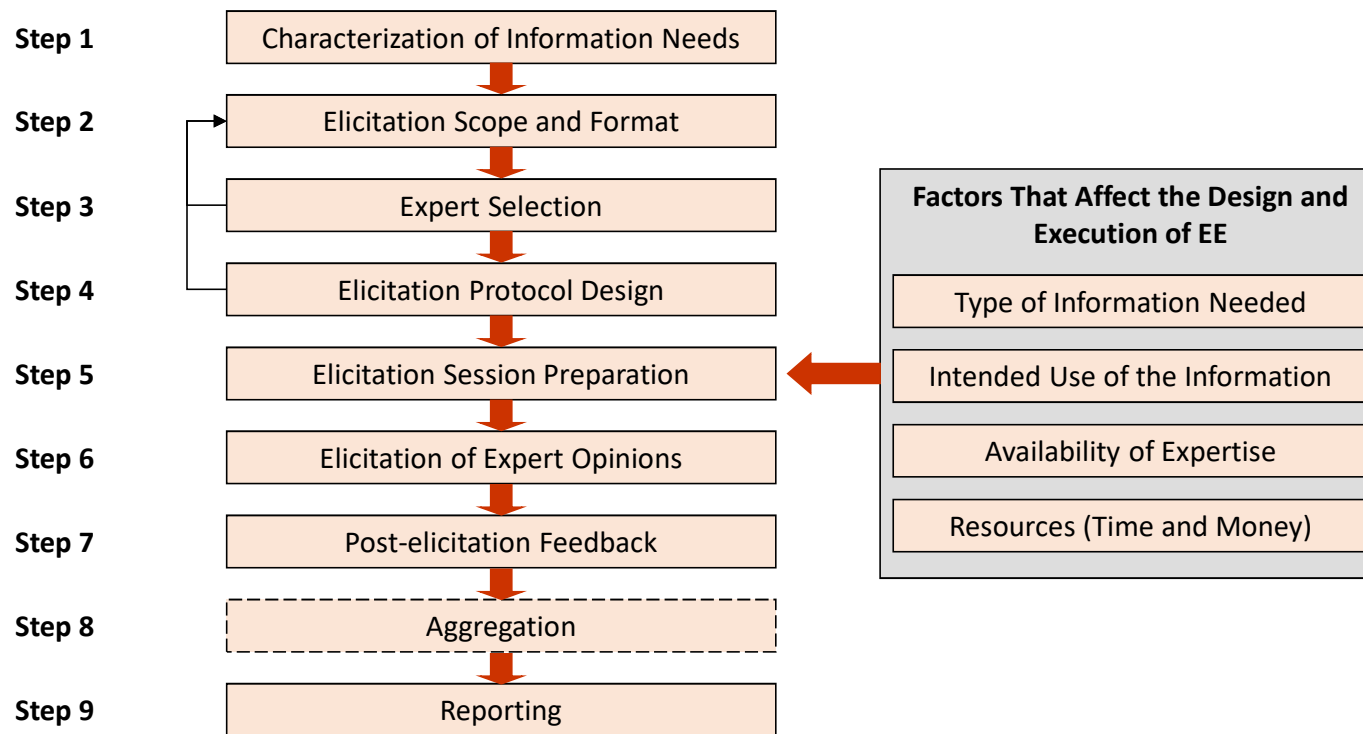 Step 1
Characterization of Information Needs
Step 2
Elicitation Scope and Format
Step 3
Expert Selection
Step 4
Elicitation Protocol Design
Step 5
Elicitation Session Preparation
Step 6
Elicitation of Expert Opinions
Step 7
Post-elicitation Feedback
Step 8
Aggregation
Step 9
Reporting
Factors That Affect the Design and
Execution of EE
Type of Information Needed
Intended Use of the Information
Availability of Expertise
Resources (Time and Money)